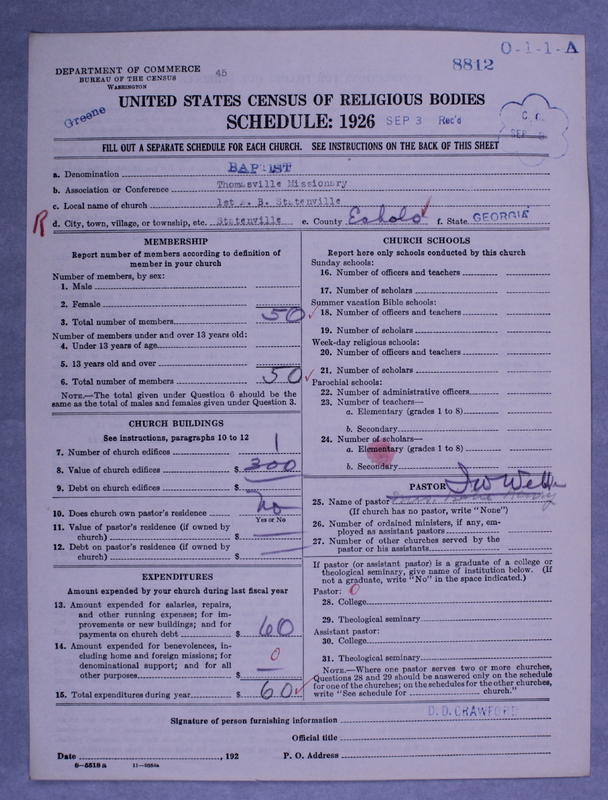 O-1-1-A
8812
DEPARTMENT OF COMMERCE
BUREAU OF THE CENSUS
WASHINGTON
45
Greene
UNITED STATES CENSUS OF RELIGIOUS BODIES
SCHEDULE: 1926 SEP 3 Rec'd
C. O.
SEP
FILL OUT A SEPARATE SCHEDULE FOR EACH CHURCH. SEE INSTRUCTIONS ON THE BACK OF THIS SHEET
a. Denomination BAPTIST
b. Association or Conference Thomasville Missionary
c. Local name of church 1st B. Statenville
R d. City, town, village, or township, etc. Statenville e. County Echols f. State GEORGIA
MEMBERSHIP
Report number of members according to definition of
member in your church
Number of members, by sex:
1. Male
2. Female
3. Total number of members 50
Number of members under and over 13 years old:
4. Under 13 years of age
5. 13 years old and over
6. Total number of members 50
NOTE.—The total given under Question 6 should be the
same as the total of males and females given under Question 3.
CHURCH BUILDINGS
See instructions, paragraphs 10 to 12
7. Number of church edifices 1
8. Value of church edifices $ 300
9. Debt on church edifices $
10. Does church own pastor's residence No
Yes or No
11. Value of pastor's residence (if owned by
church) $
12. Debt on pastor's residence (if owned by
church) $
EXPENDITURES
Amount expended by your church during last fiscal year
13. Amount expended for salaries, repairs,
and other running expenses; for im-
provements or new buildings; and for
payments on church debt $ 60
14. Amount expended for benevolences, in-
cluding home and foreign missions; for
denominational support; and for all
other purposes $ 0
15. Total expenditures during year $ 60
CHURCH SCHOOLS
Report here only schools conducted by this church
Sunday schools:
16. Number of officers and teachers
17. Number of scholars
Summer vacation Bible schools:
18. Number of officers and teachers
19. Number of scholars
Week-day religious schools:
20. Number of officers and teachers
21. Number of scholars
Parochial schools:
22. Number of administrative officers
23. Number of teachers—
a. Elementary (grades 1 to 8)
b. Secondary
24. Number of scholars—
a. Elementary (grades 1 to 8)
b. Secondary
PASTOR
25. Name of pastor
(If church has no pastor, write "None")
26. Number of ordained ministers, if any, em-
ployed as assistant pastors
27. Number of other churches served by the
pastor or his assistants
If pastor (or assistant pastor) is a graduate of a college or
theological seminary, give name of institution below. (If
not a graduate, write "No" in the space indicated.)
Pastor: 0
28. College
29. Theological seminary
Assistant pastor:
30. College
31. Theological seminary
NOTE.—Where one pastor serves two or more churches,
Questions 28 and 29 should be answered only on the schedule
for one of the churches; on the schedules for the other churches,
write "See schedule for church."
D. D. CRAWFORD
Signature of person furnishing information
Official title
Date , 192 P. O. Address
8-5518a 11-9554a